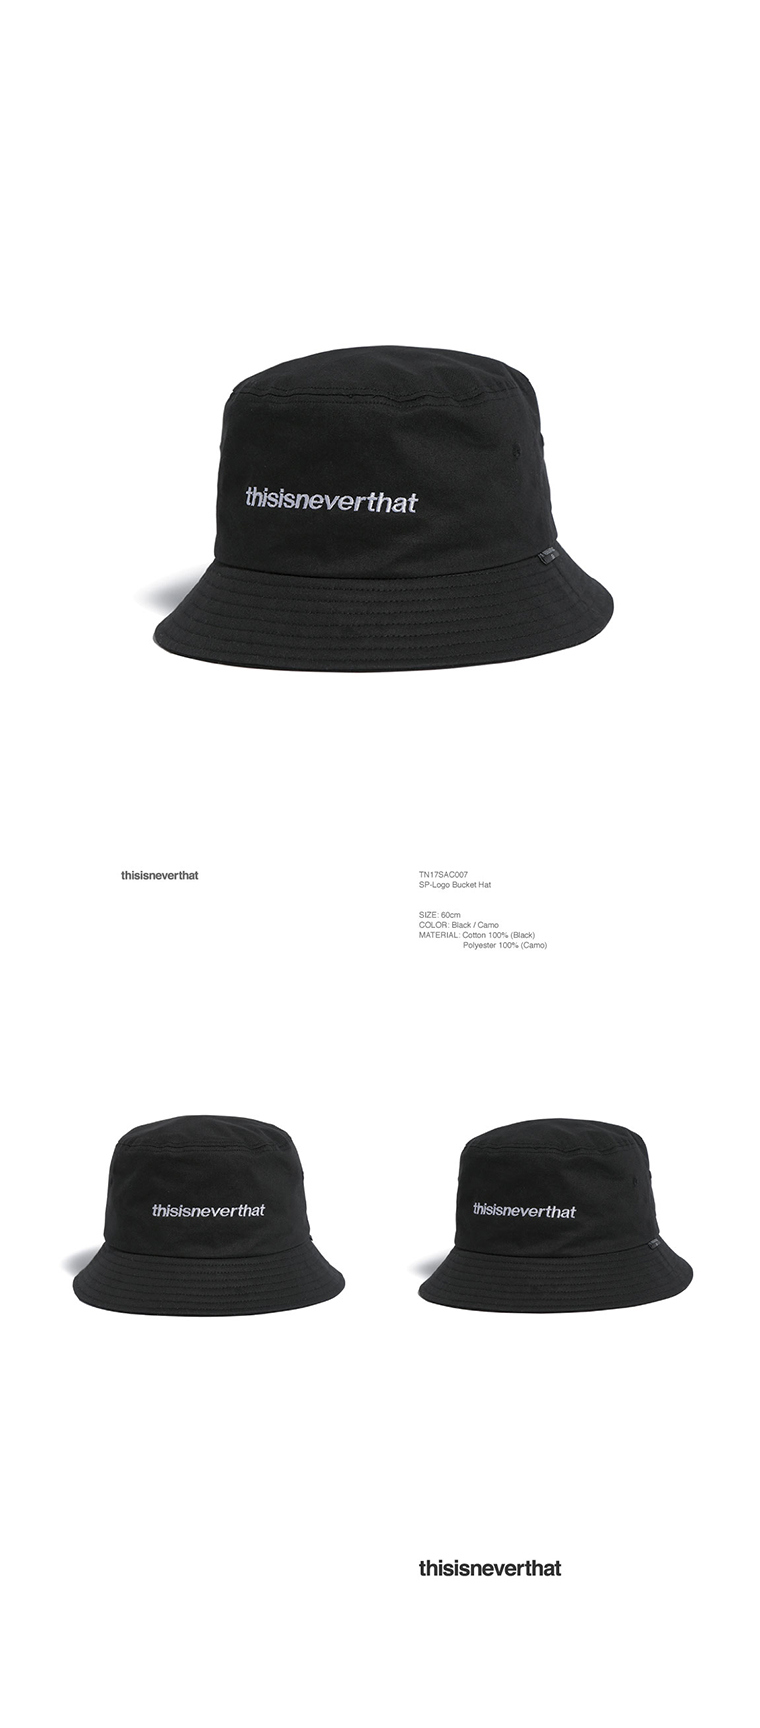 thisisneverthat
thisisneverthat
TN17SAC007
SP-Logo Bucket Hat
SIZE: 60cm
COLOR: Black / Camo
MATERIAL: Cotton 100% (Black)
Polyester 100% (Camo)
thisisneverthat
thisisneverthat
thisisneverthat